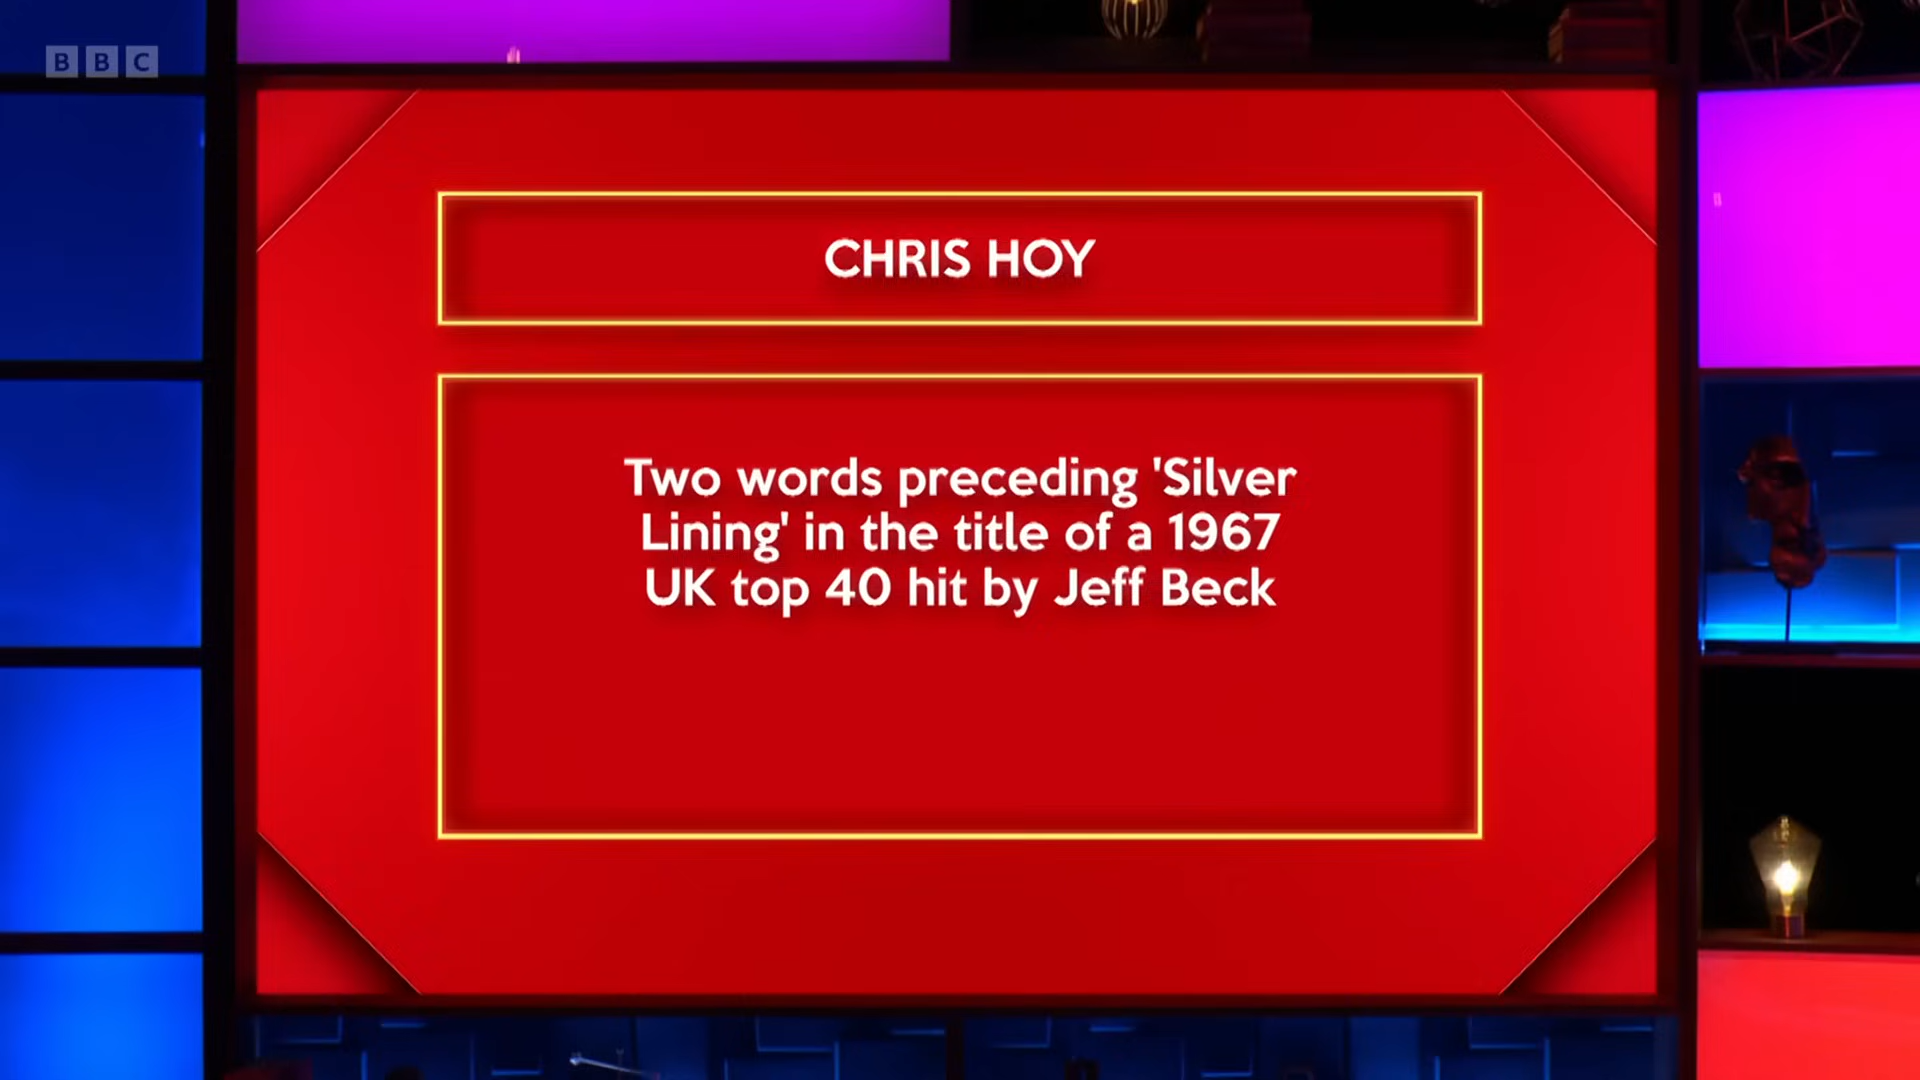 BBC
CHRIS HOY
Two words preceding 'Silver
Lining' in the title of a 1967
UK top 40 hit by Jeff Beck